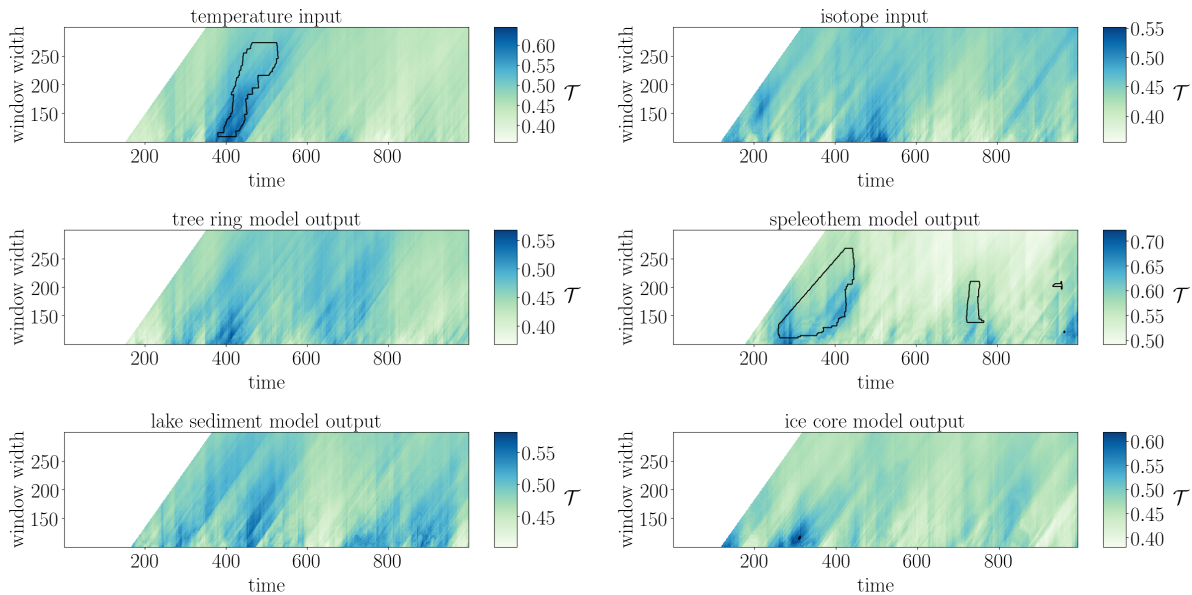 temperature input
window width
250
200
150
200
400
600
800
time
0.60
0.55
0.50
0.45
0.40
𝒯
isotope input
window width
250
200
150
200
400
600
800
time
0.55
0.50
0.45
0.40
𝒯
tree ring model output
window width
250
200
150
200
400
600
800
time
0.55
0.50
0.45
0.40
𝒯
speleothem model output
window width
250
200
150
200
400
600
800
time
0.70
0.65
0.60
0.55
0.50
𝒯
lake sediment model output
window width
250
200
150
200
400
600
800
time
0.55
0.50
0.45
𝒯
ice core model output
window width
250
200
150
200
400
600
800
time
0.60
0.55
0.50
0.45
0.40
𝒯